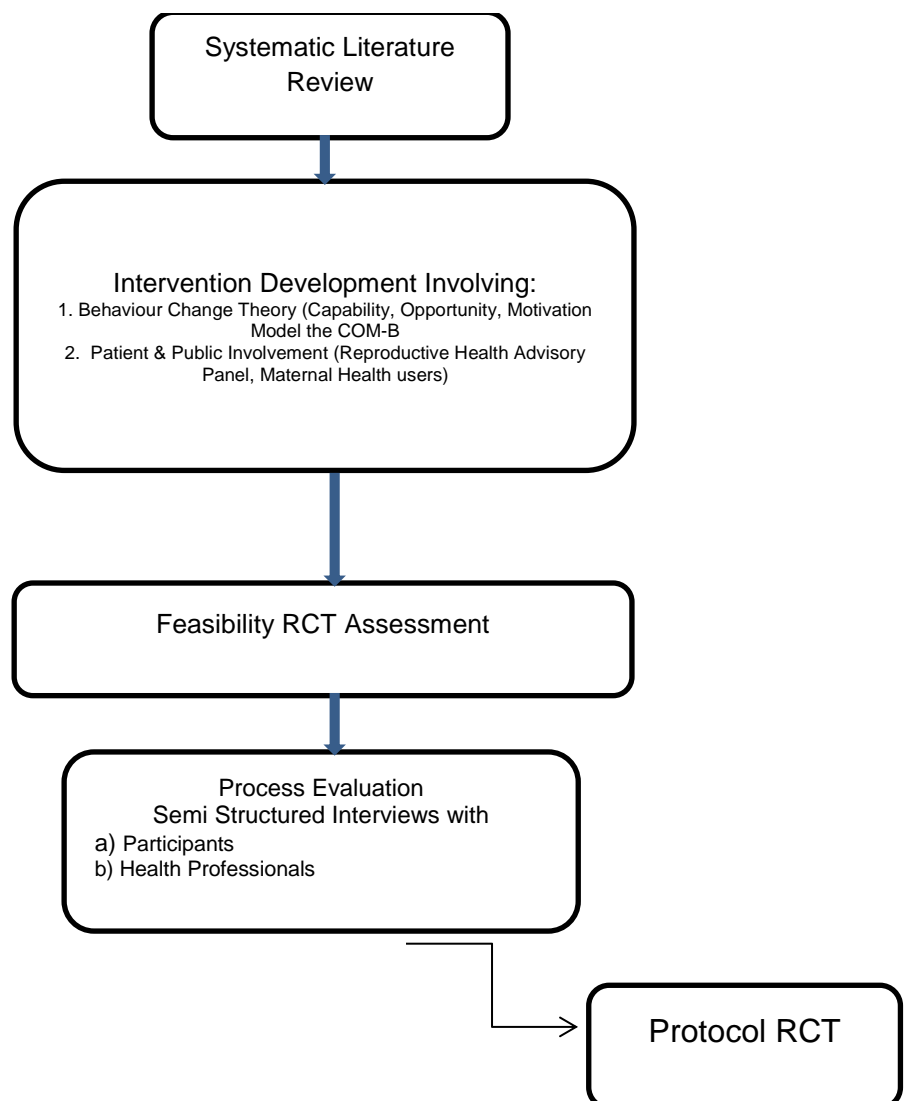 Systematic Literature
Review
Intervention Development Involving:
1. Behaviour Change Theory (Capability, Opportunity, Motivation
Model the COM-B
2. Patient & Public Involvement (Reproductive Health Advisory
Panel, Maternal Health users)
Feasibility RCT Assessment
Process Evaluation
Semi Structured Interviews with
a) Participants
b) Health Professionals
Protocol RCT